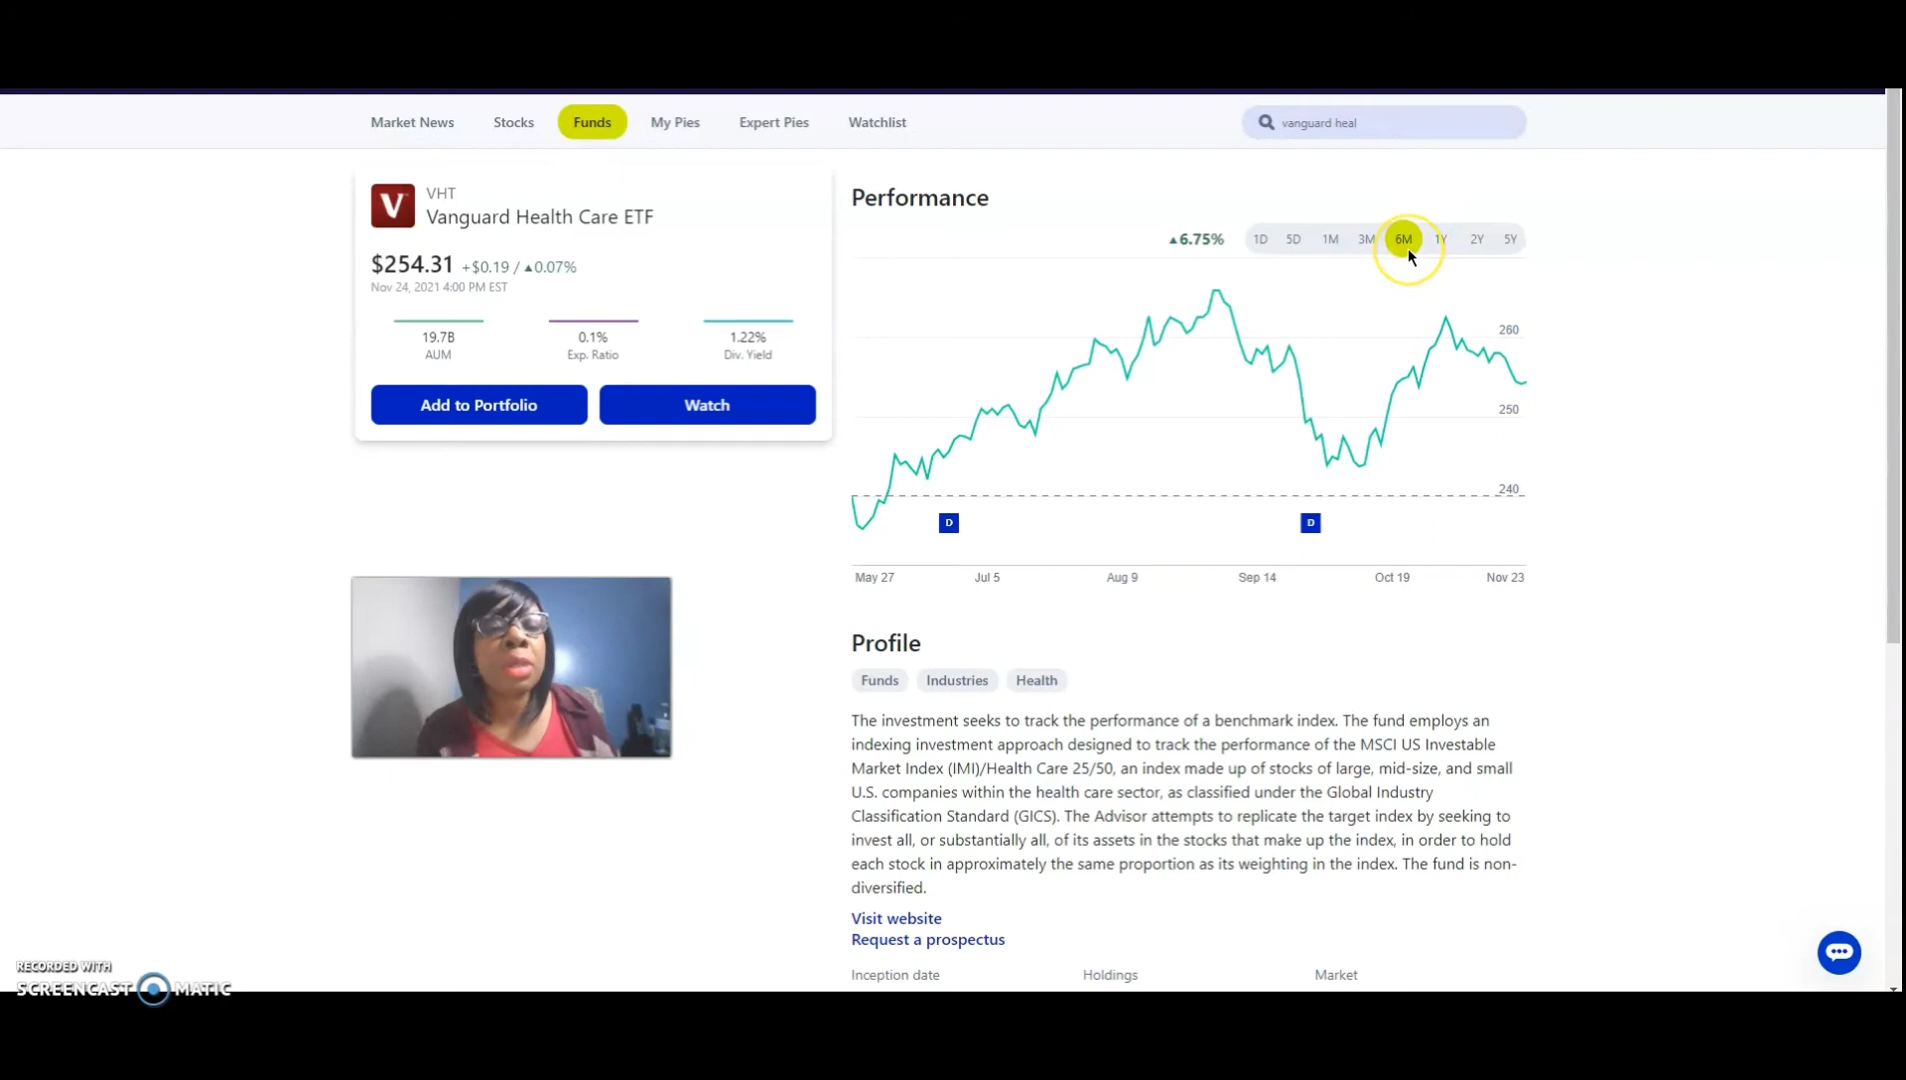 Market News Stocks Funds My Pies Expert Pies Watchlist vanguard heal
V VHT
Vanguard Health Care ETF
$254.31 +$0.19 / ▲0.07%
Nov 24, 2021 4:00 PM EST
19.7B 0.1% 1.22%
AUM Exp. Ratio Div. Yield
Add to Portfolio Watch
Performance
▲6.75% 1D 5D 1M 3M 6M 1Y 2Y 5Y
260
250
240
D D
May 27 Jul 5 Aug 9 Sep 14 Oct 19 Nov 23
Profile
Funds Industries Health
The investment seeks to track the performance of a benchmark index. The fund employs an
indexing investment approach designed to track the performance of the MSCI US Investable
Market Index (IMI)/Health Care 25/50, an index made up of stocks of large, mid-size, and small
U.S. companies within the health care sector, as classified under the Global Industry
Classification Standard (GICS). The Advisor attempts to replicate the target index by seeking to
invest all, or substantially all, of its assets in the stocks that make up the index, in order to hold
each stock in approximately the same proportion as its weighting in the index. The fund is non-
diversified.
Visit website
Request a prospectus
Inception date Holdings Market
RECORDED WITH
SCREENCAST MATIC